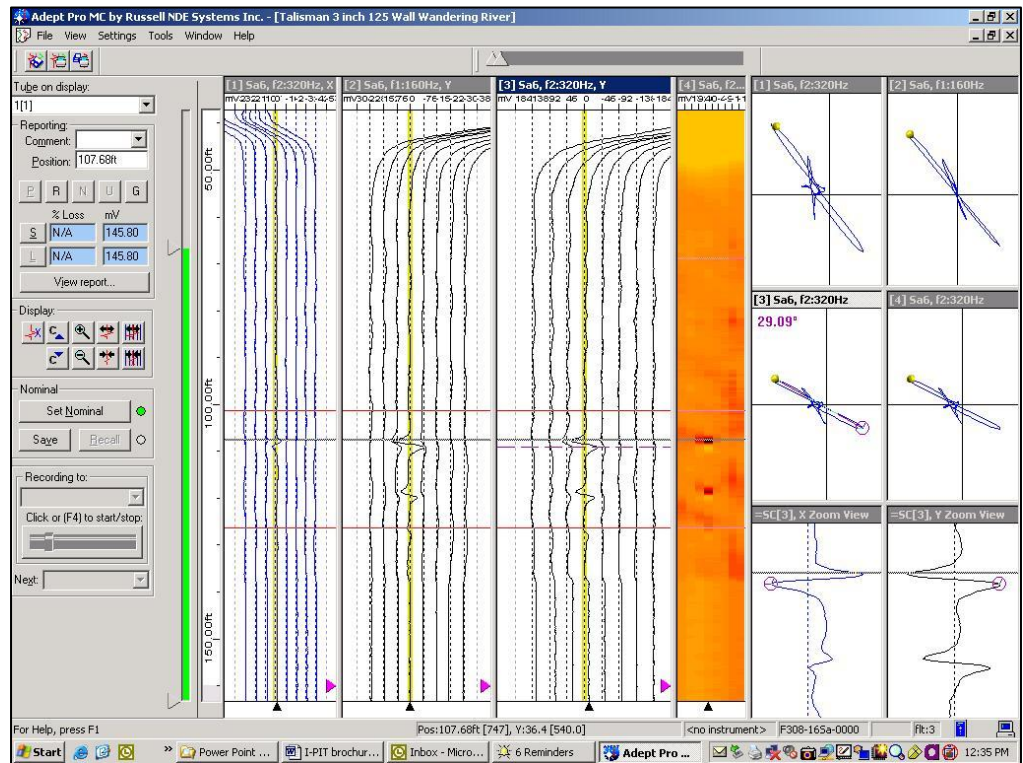 Adept Pro MC by Russell NDE Systems Inc. - [Talisman 3 inch 125 Wall Wandering River]
File View Settings Tools Window Help
Tube on display:
1[1]
Reporting:
Comment:
Position: 107.68ft
P R N U G
% Loss mV
S N/A 145.80
L N/A 145.80
View report...
Display:
Nominal
Set Nominal
Save Recall
Recording to:
Click or (F4) to start/stop:
Next:
[1] Sa6, f2:320Hz, X
[2] Sa6, f1:160Hz, Y
[3] Sa6, f2:320Hz, Y
[4] Sa6, f2...
50.00ft
100.00ft
150.00ft
[1] Sa6, f2:320Hz
[2] Sa6, f1:160Hz
[3] Sa6, f2:320Hz
[4] Sa6, f2:320Hz
29.09°
=SC[3], X Zoom View
=SC[3], Y Zoom View
For Help, press F1
Pos:107.68ft [747], Y:36.4 [540.0]
<no instrument>
F308-165a-0000
flt:3
Start
Power Point ...
I-PIT brochur...
Inbox - Micro...
6 Reminders
Adept Pro ...
12:35 PM